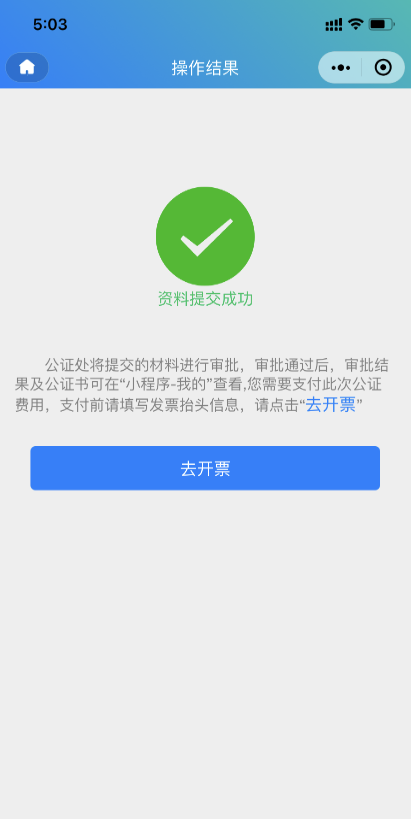 5:03
操作结果
资料提交成功
公证处将提交的材料进行审批，审批通过后，审批结
果及公证书可在“小程序-我的”查看,您需要支付此次公证
费用，支付前请填写发票抬头信息，请点击“去开票”
去开票